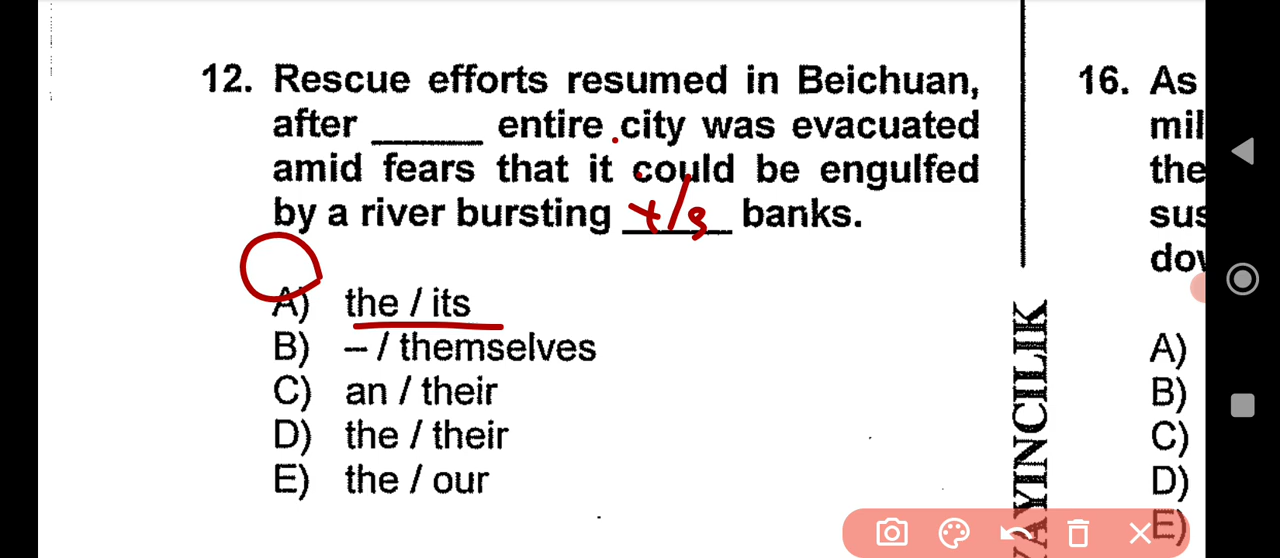 12. Rescue efforts resumed in Beichuan,
after ______ entire city was evacuated
amid fears that it could be engulfed
by a river bursting ______ banks.
A) the / its
B) – / themselves
C) an / their
D) the / their
E) the / our
AYINCILIK
16. As
mil
the
sus
dov
A)
B)
C)
D)
E)